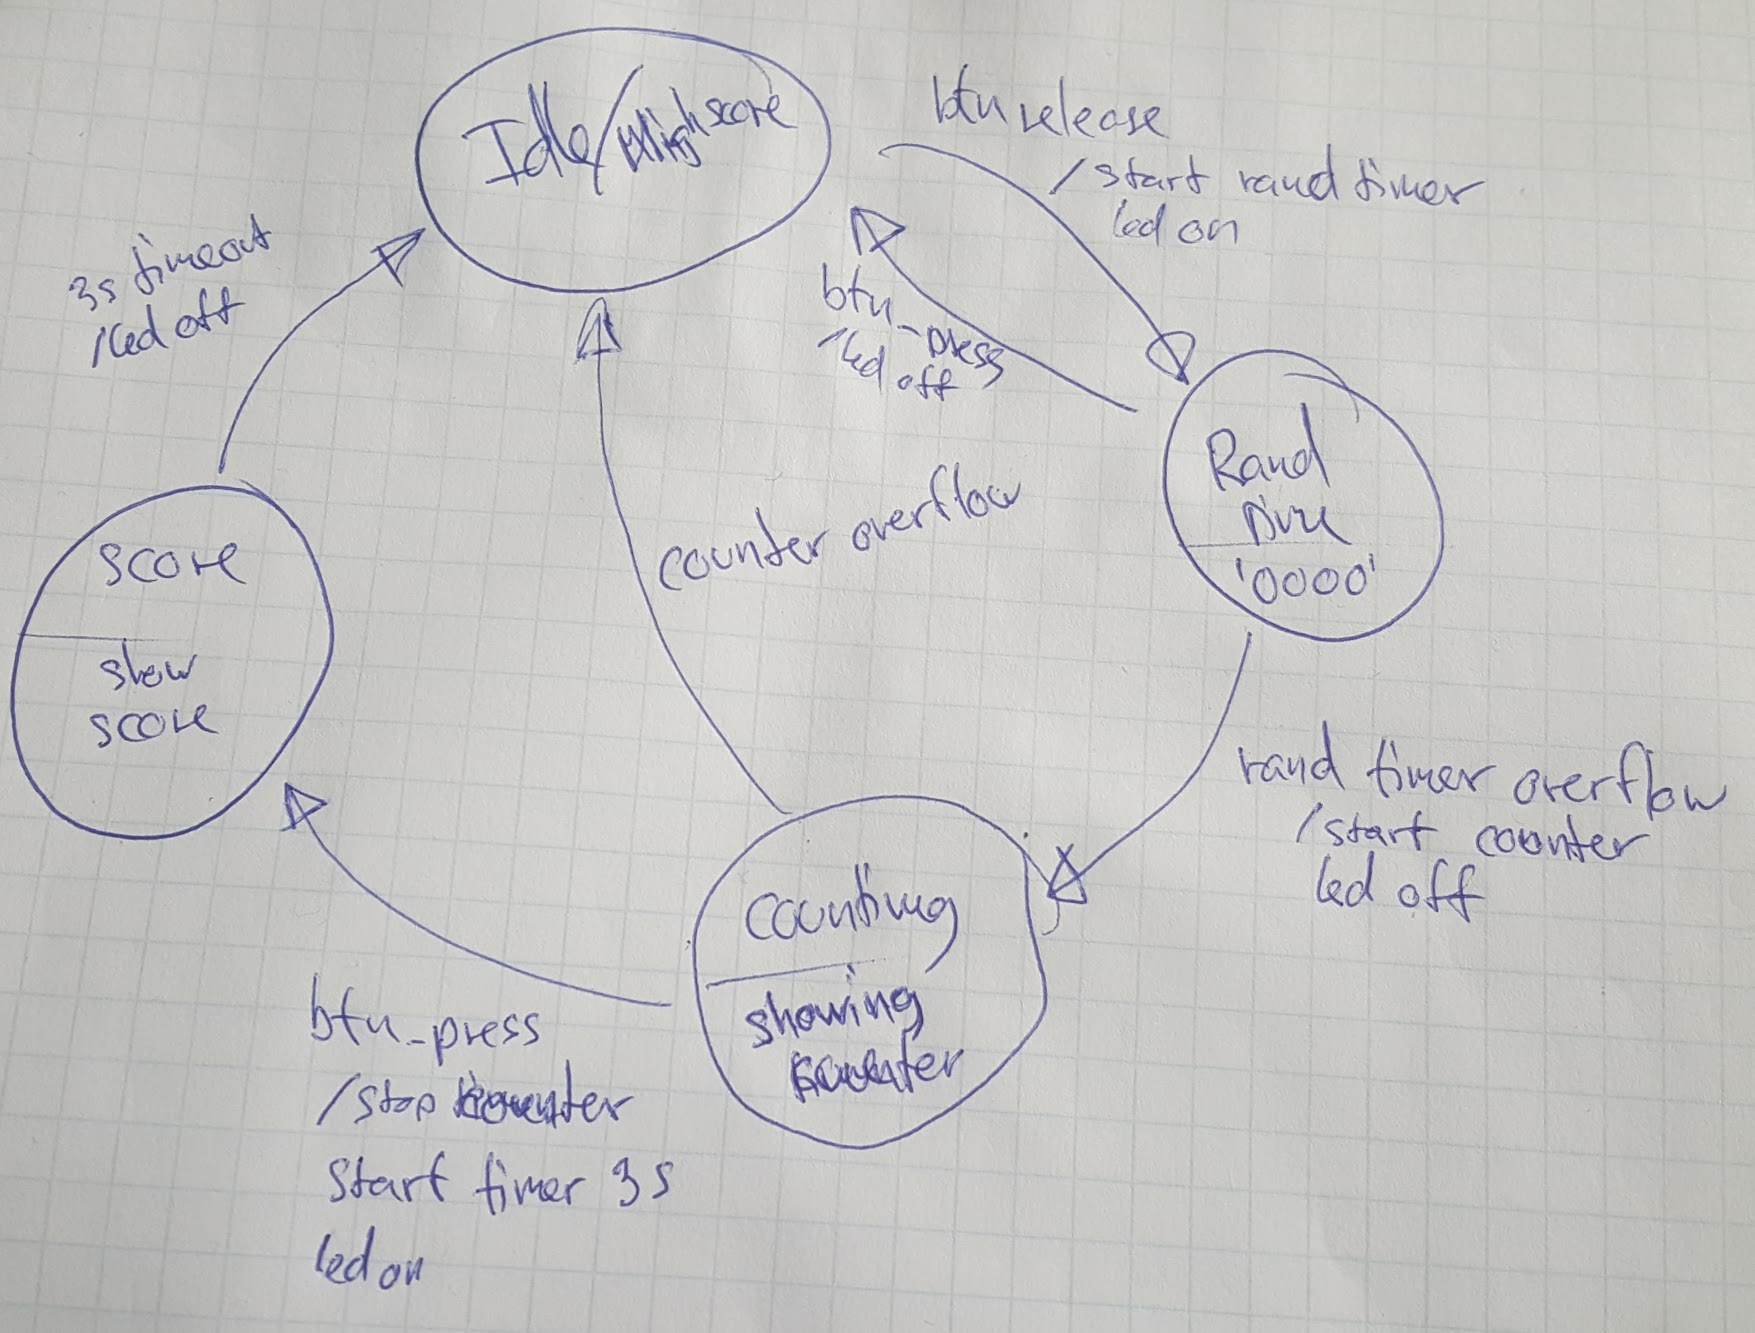 Idle/Highscore
btn release
/start rand timer
led on
3s timeout
/led off
btn_press
/led off
Rand
time
'0000'
counter overflow
score
show
score
rand timer overflow
/start counter
led off
counting
showing
counter
btn_press
/stop counter
start timer 3s
led on